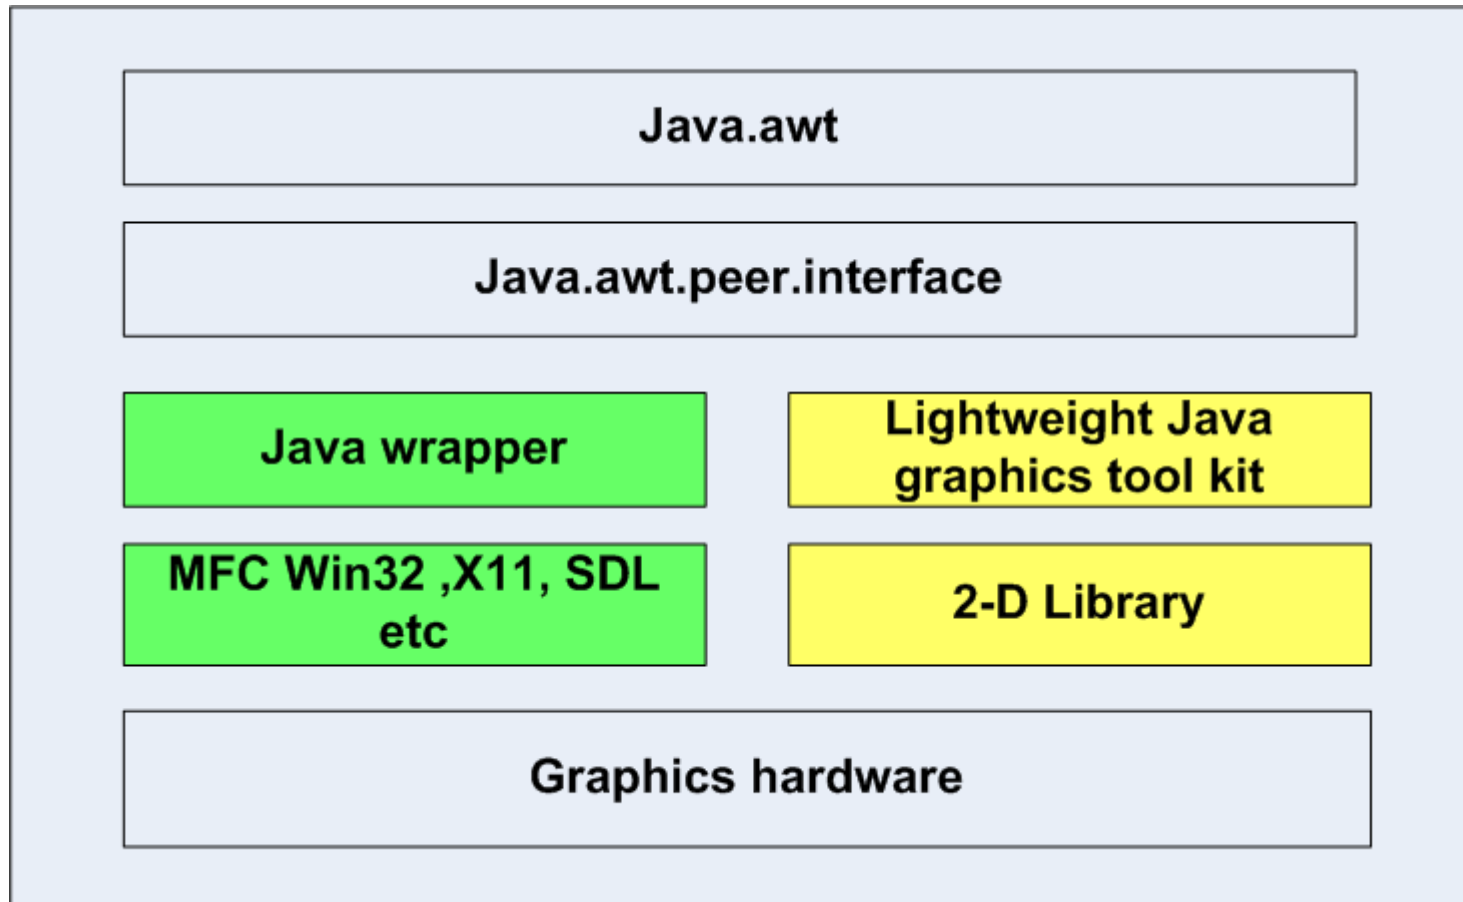 Java.awt
Java.awt.peer.interface
Java wrapper
Lightweight Java
graphics tool kit
MFC Win32 ,X11, SDL
etc
2-D Library
Graphics hardware